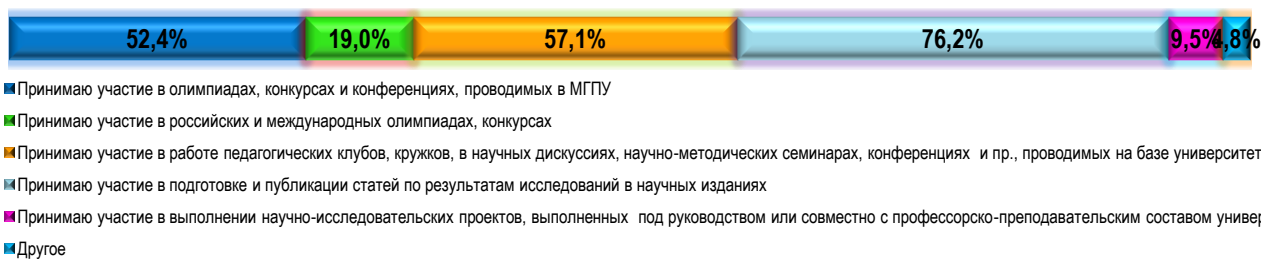 52,4% 19,0% 57,1% 76,2% 9,5% 4,8%
Принимаю участие в олимпиадах, конкурсах и конференциях, проводимых в МГПУ
Принимаю участие в российских и международных олимпиадах, конкурсах
Принимаю участие в работе педагогических клубов, кружков, в научных дискуссиях, научно-методических семинарах, конференциях и пр., проводимых на базе университет
Принимаю участие в подготовке и публикации статей по результатам исследований в научных изданиях
Принимаю участие в выполнении научно-исследовательских проектов, выполненных под руководством или совместно с профессорско-преподавательским составом универ
Другое